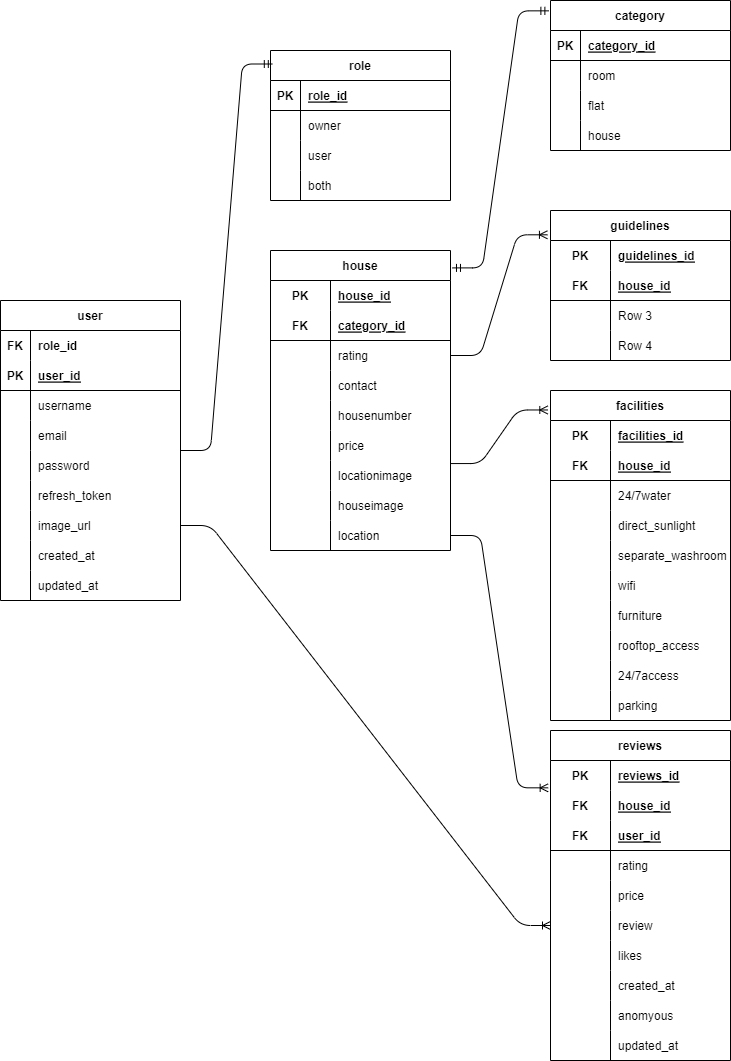 category
PK category_id
room
flat
house
role
PK role_id
owner
user
both
guidelines
PK guidelines_id
FK house_id
Row 3
Row 4
house
PK house_id
FK category_id
rating
contact
housenumber
price
locationimage
houseimage
location
user
FK role_id
PK user_id
username
email
password
refresh_token
image_url
created_at
updated_at
facilities
PK facilities_id
FK house_id
24/7water
direct_sunlight
separate_washroom
wifi
furniture
rooftop_access
24/7access
parking
reviews
PK reviews_id
FK house_id
FK user_id
rating
price
review
likes
created_at
anomyous
updated_at